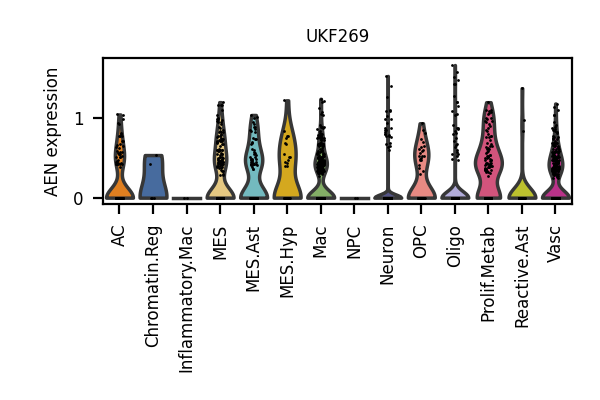 UKF269
AEN expression
1
0
AC
Chromatin.Reg
Inflammatory.Mac
MES
MES.Ast
MES.Hyp
Mac
NPC
Neuron
OPC
Oligo
Prolif.Metab
Reactive.Ast
Vasc